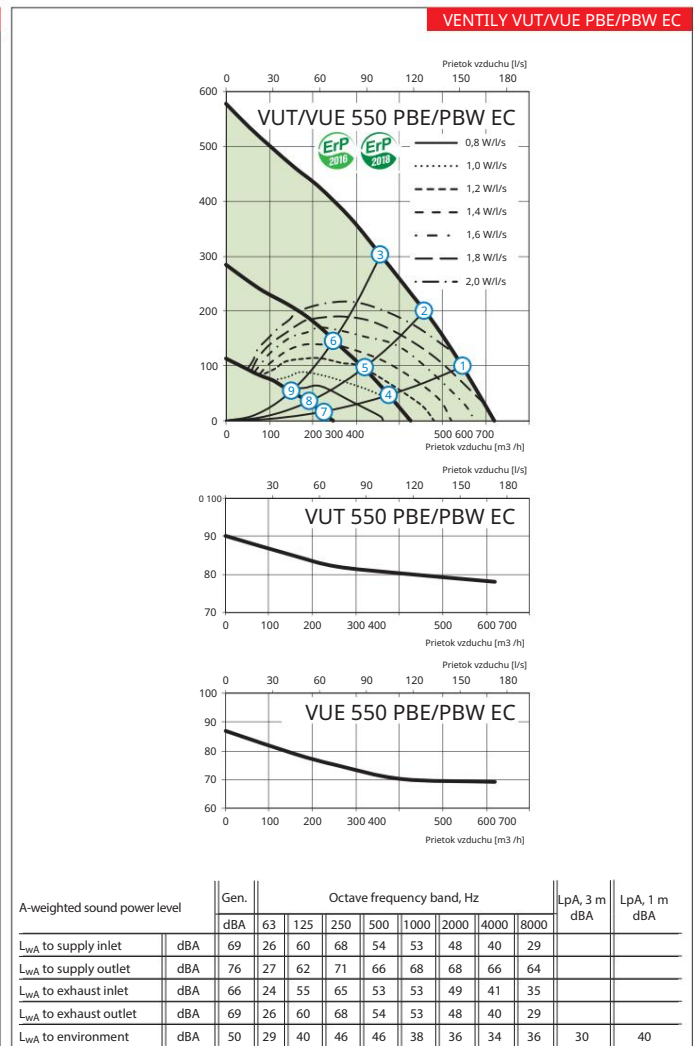 VENTILY VUT/VUE PBE/PBW EC
Prietok vzduchu [l/s]
0 30 60 90 120 150 180
600
VUT/VUE 550 PBE/PBW EC
ErP 2016
ErP 2018
0,8 W/l/s
500
1,0 W/l/s
1,2 W/l/s
400
1,4 W/l/s
1,6 W/l/s
300
3
1,8 W/l/s
2,0 W/l/s
200
2
6
100
5
1
9
4
8
7
0
0 100 200 300 400 500 600 700
Prietok vzduchu [m3 /h]
Prietok vzduchu [l/s]
30 60 90 120 150 180
0 100
VUT 550 PBE/PBW EC
90
80
70
0 100 200 300 400 500 600 700
Prietok vzduchu [m3 /h]
Prietok vzduchu [l/s]
0 30 60 90 120 150 180
100
VUE 550 PBE/PBW EC
90
80
70
60
0 100 200 300 400 500 600 700
Prietok vzduchu [m3 /h]
A-weighted sound power level Gen. Octave frequency band, Hz LpA, 3 m dBA LpA, 1 m dBA
dBA 63 125 250 500 1000 2000 4000 8000
LwA to supply inlet dBA 69 26 60 68 54 53 48 40 29
LwA to supply outlet dBA 76 27 62 71 66 68 68 66 64
LwA to exhaust inlet dBA 66 24 55 65 53 53 49 41 35
LwA to exhaust outlet dBA 69 26 60 68 54 53 48 40 29
LwA to environment dBA 50 29 40 46 46 38 36 34 36 30 40